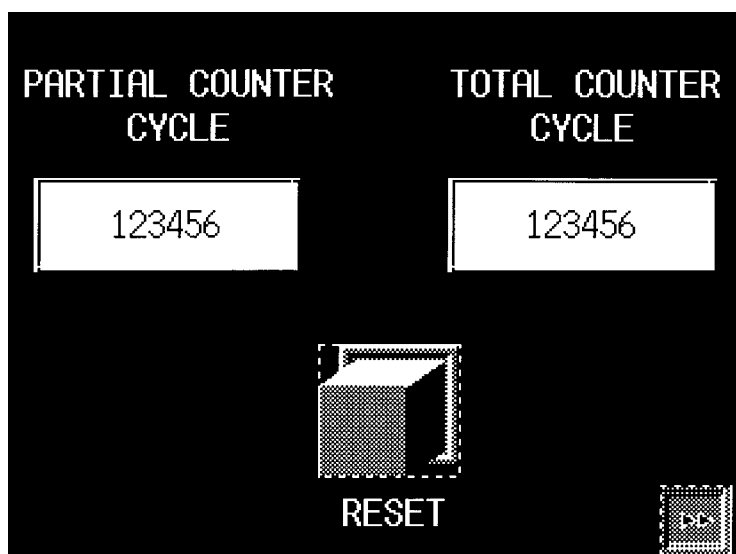 PARTIAL COUNTER
CYCLE
TOTAL COUNTER
CYCLE
123456
123456
RESET